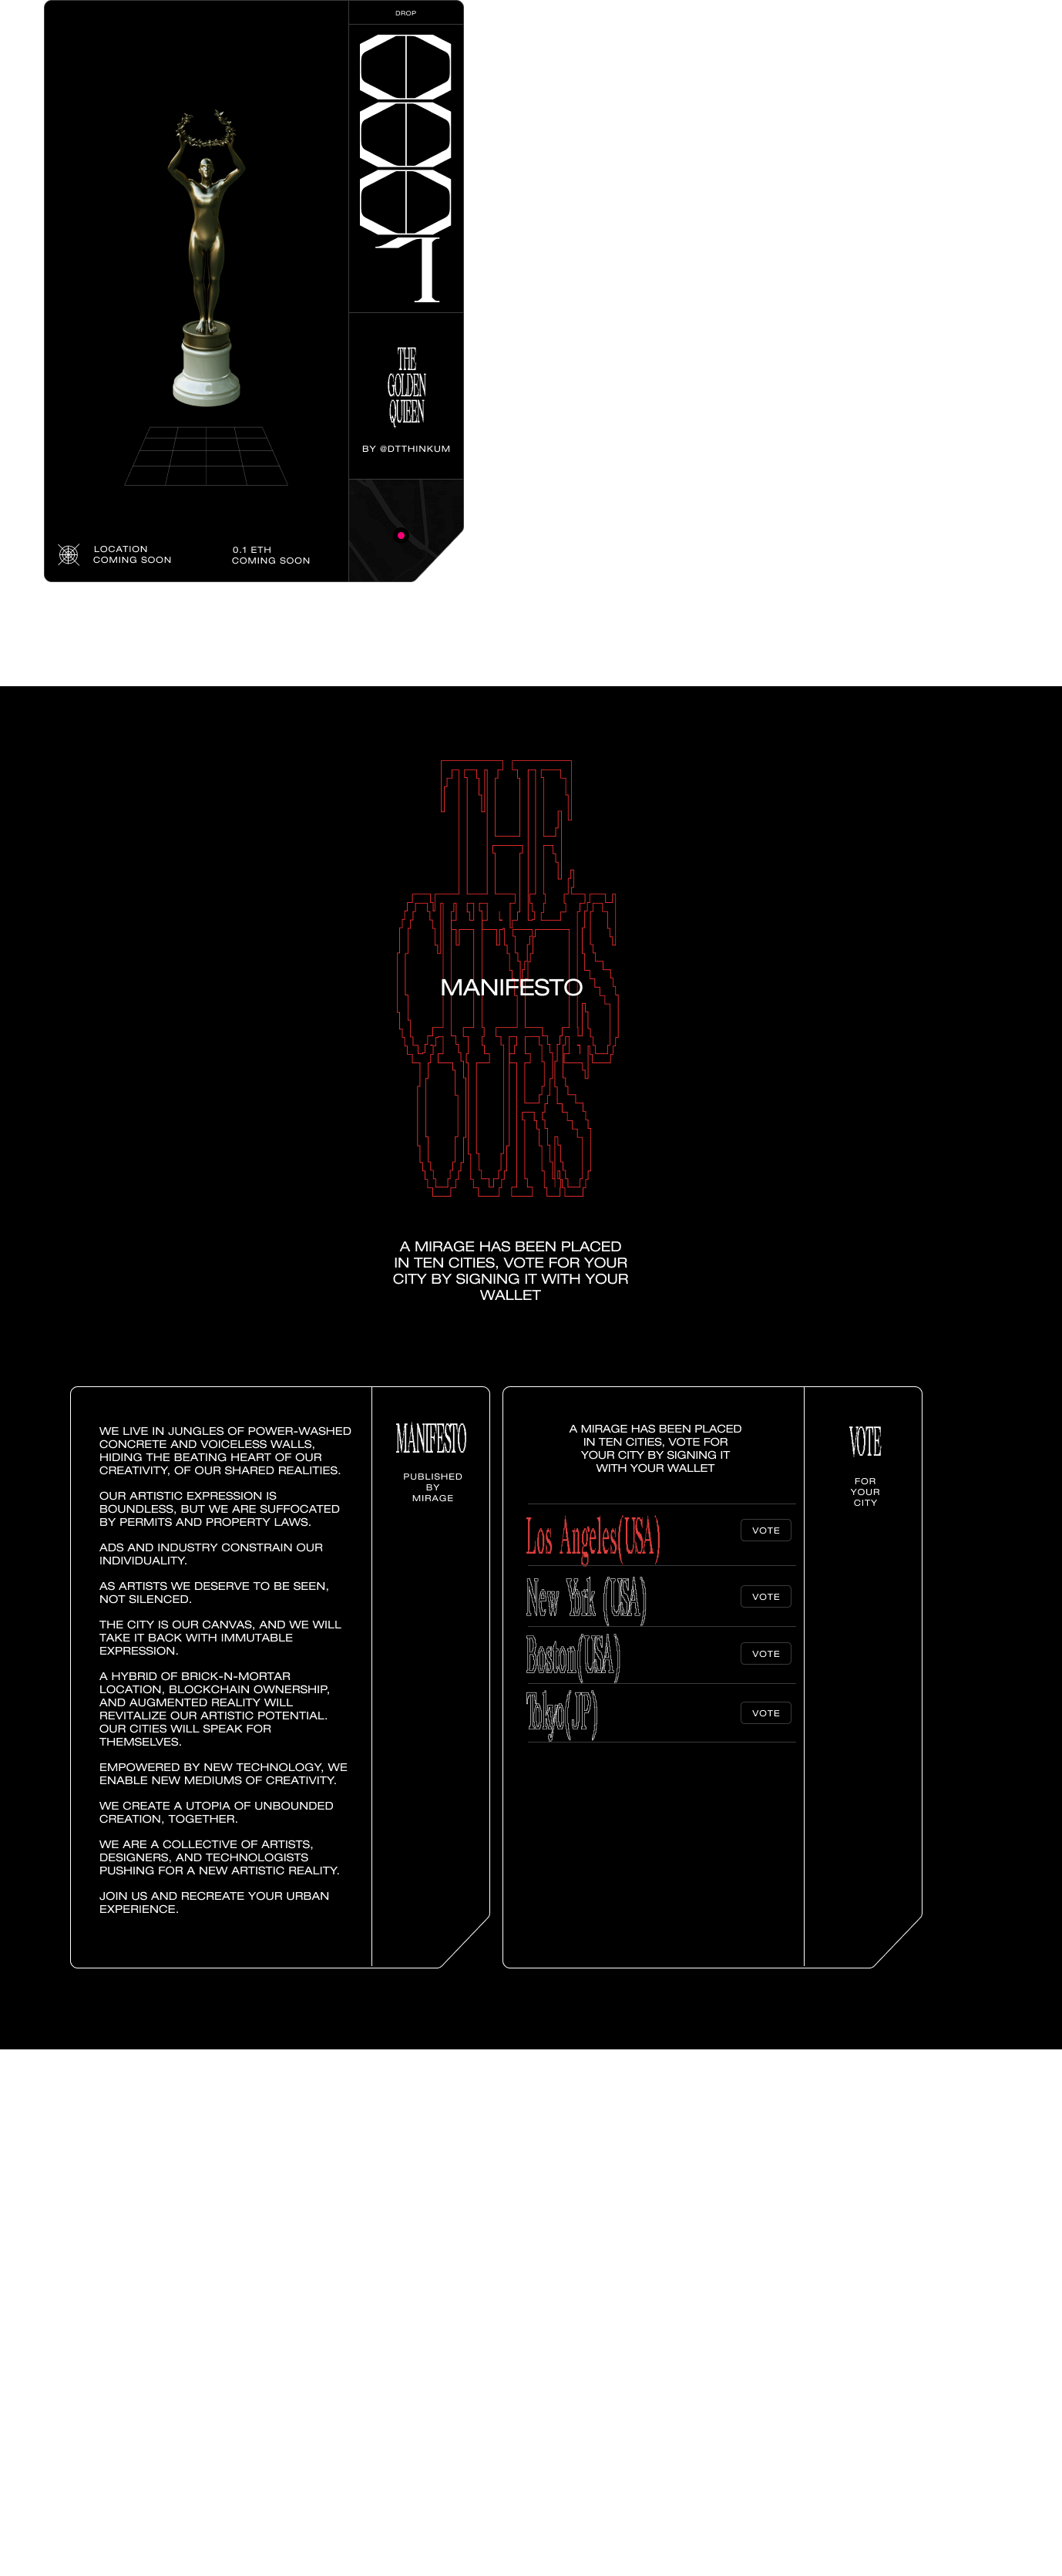 DROP
0
0
0
1
THE
GOLDEN
QUEEN
BY @DTTHINKUM
LOCATION
COMING SOON
0.1 ETH
COMING SOON
THE
CITY IS
OURS
MANIFESTO
A MIRAGE HAS BEEN PLACED
IN TEN CITIES, VOTE FOR YOUR
CITY BY SIGNING IT WITH YOUR
WALLET
WE LIVE IN JUNGLES OF POWER-WASHED
CONCRETE AND VOICELESS WALLS,
HIDING THE BEATING HEART OF OUR
CREATIVITY, OF OUR SHARED REALITIES.
OUR ARTISTIC EXPRESSION IS
BOUNDLESS, BUT WE ARE SUFFOCATED
BY PERMITS AND PROPERTY LAWS.
ADS AND INDUSTRY CONSTRAIN OUR
INDIVIDUALITY.
AS ARTISTS WE DESERVE TO BE SEEN,
NOT SILENCED.
THE CITY IS OUR CANVAS, AND WE WILL
TAKE IT BACK WITH IMMUTABLE
EXPRESSION.
A HYBRID OF BRICK-N-MORTAR
LOCATION, BLOCKCHAIN OWNERSHIP,
AND AUGMENTED REALITY WILL
REVITALIZE OUR ARTISTIC POTENTIAL.
OUR CITIES WILL SPEAK FOR
THEMSELVES.
EMPOWERED BY NEW TECHNOLOGY, WE
ENABLE NEW MEDIUMS OF CREATIVITY.
WE CREATE A UTOPIA OF UNBOUNDED
CREATION, TOGETHER.
WE ARE A COLLECTIVE OF ARTISTS,
DESIGNERS, AND TECHNOLOGISTS
PUSHING FOR A NEW ARTISTIC REALITY.
JOIN US AND RECREATE YOUR URBAN
EXPERIENCE.
MANIFESTO
PUBLISHED
BY
MIRAGE
A MIRAGE HAS BEEN PLACED
IN TEN CITIES, VOTE FOR
YOUR CITY BY SIGNING IT
WITH YOUR WALLET
Los Angeles(USA)
VOTE
New York (USA)
VOTE
Boston(USA)
VOTE
Tokyo(JP)
VOTE
VOTE
FOR
YOUR
CITY